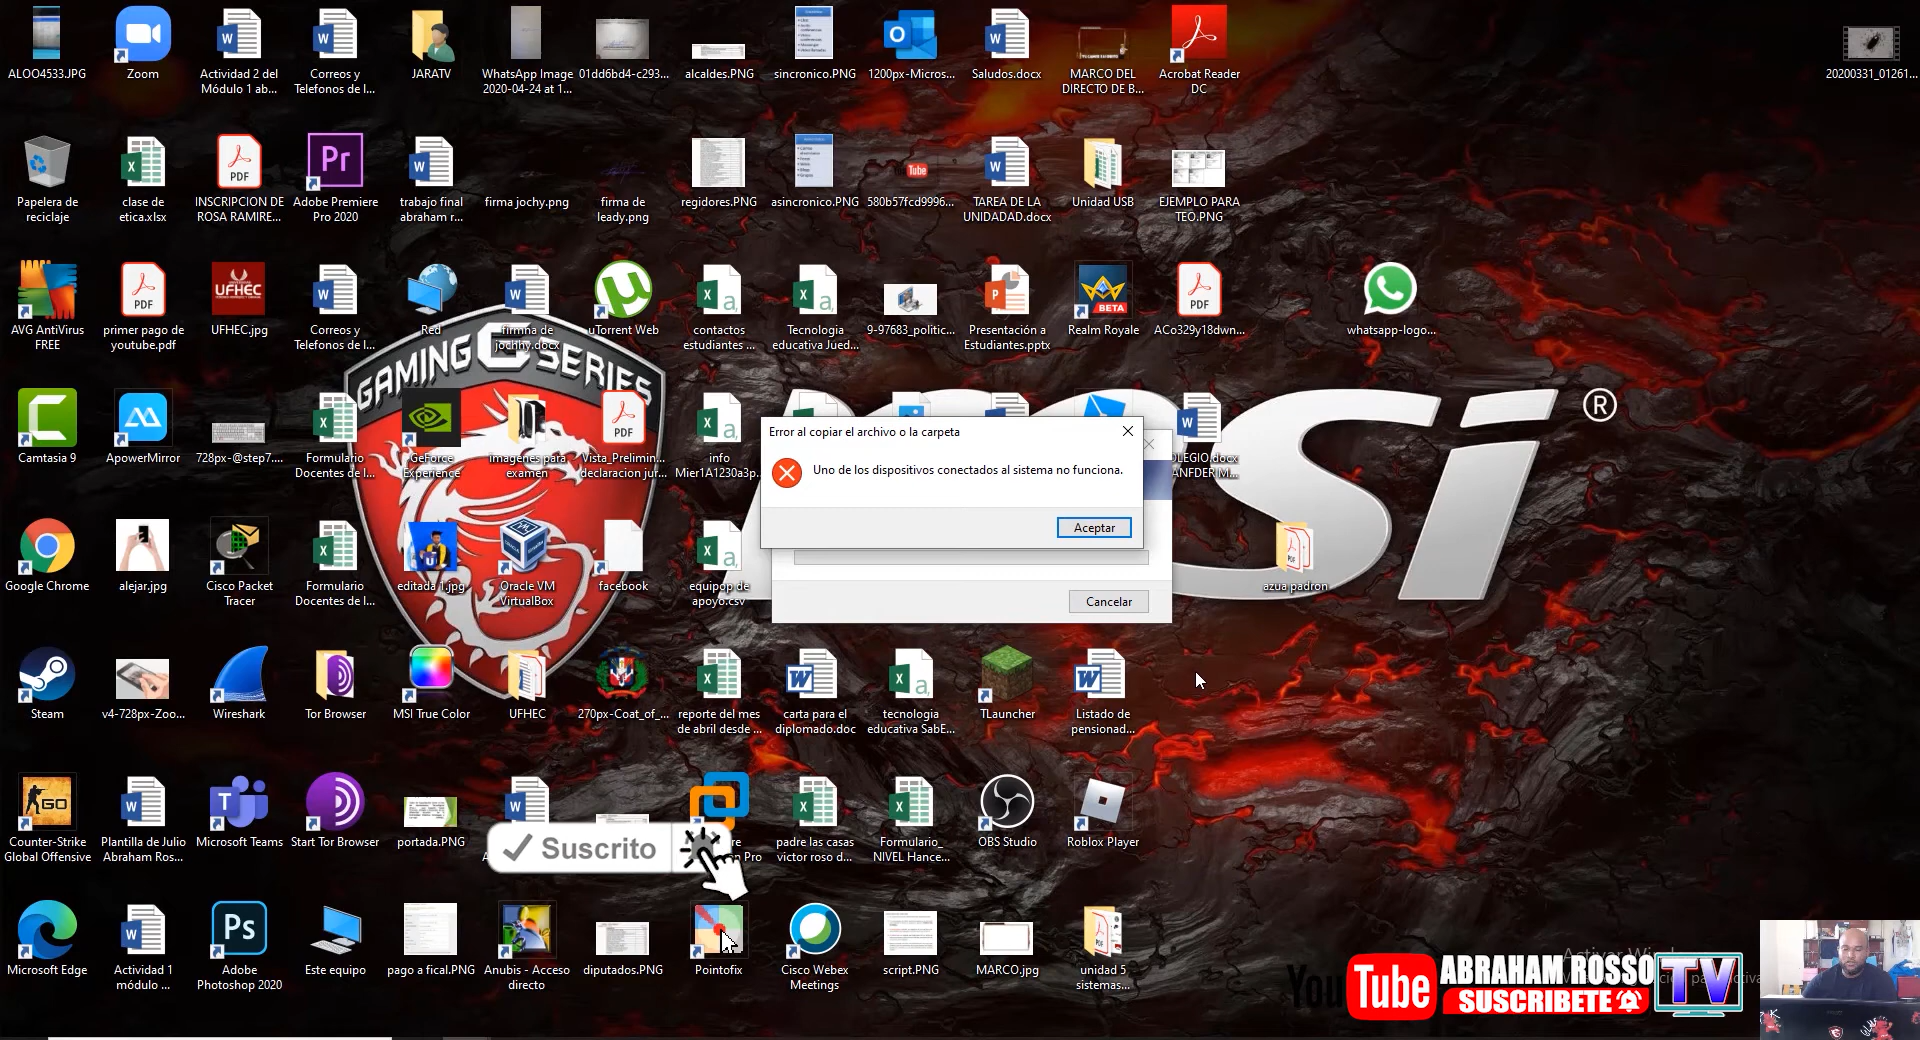 ALOO4533.JPG
Zoom
Actividad 2 del
Módulo 1 ab...
Correos y
Telefonos de l...
JARATV
WhatsApp Image
2020-04-24 at 1...
01dd6bd4-c293...
alcaldes.PNG
sincronico.PNG
1200px-Micros...
Saludos.docx
MARCO DEL
DIRECTO DE B...
Acrobat Reader
DC
20200331_01261...
Papelera de
reciclaje
clase de
etica.xlsx
INSCRIPCION DE
ROSA RAMIRE...
Adobe Premiere
Pro 2020
trabajo final
abraham r...
firma jochy.png
firma de
leady.png
regidores.PNG
asincronico.PNG
580b57fcd9996...
TAREA DE LA
UNIDADAD.docx
Unidad USB
EJEMPLO PARA
TEO.PNG
AVG AntiVirus
FREE
primer pago de
youtube.pdf
UFHEC.jpg
Correos y
Telefonos de l...
Red
firmna de
jochhy.docx
uTorrent Web
contactos
estudiantes ...
Tecnologia
educativa Jued...
9-97683_politic...
Presentación a
Estudiantes.pptx
Realm Royale
ACo329y18dwn...
whatsapp-logo...
GAMING G SERIES
Camtasia 9
ApowerMirror
728px-@step7....
Formulario
Docentes de l...
GeForce
Experience
imagenes para
examen
Vista_Prelimin...
declaracion jur...
info
Mier1A1230a3p...
Error al copiar el archivo o la carpeta
Uno de los dispositivos conectados al sistema no funciona.
Aceptar
Cancelar
Google Chrome
alejar.jpg
Cisco Packet
Tracer
Formulario
Docentes de l...
editada 1.jpg
Oracle VM
VirtualBox
facebook
equipop de
apoyo.csv
azua padron
Steam
v4-728px-Zoo...
Wireshark
Tor Browser
MSI True Color
UFHEC
270px-Coat_of_...
reporte del mes
de abril desde ...
carta para el
diplomado.doc
tecnologia
educativa SabE...
TLauncher
Listado de
pensionad...
Counter-Strike
Global Offensive
Plantilla de Julio
Abraham Ros...
Microsoft Teams
Start Tor Browser
portada.PNG
Suscrito
padre las casas
victor roso d...
Formulario_
NIVEL Hance...
OBS Studio
Roblox Player
Microsoft Edge
Actividad 1
módulo ...
Adobe
Photoshop 2020
Este equipo
pago a fical.PNG
Anubis - Acceso
directo
diputados.PNG
Pointofix
Cisco Webex
Meetings
script.PNG
MARCO.jpg
unidad 5
sistemas...
YouTube
ABRAHAM ROSSO
SUSCRIBETE
TV